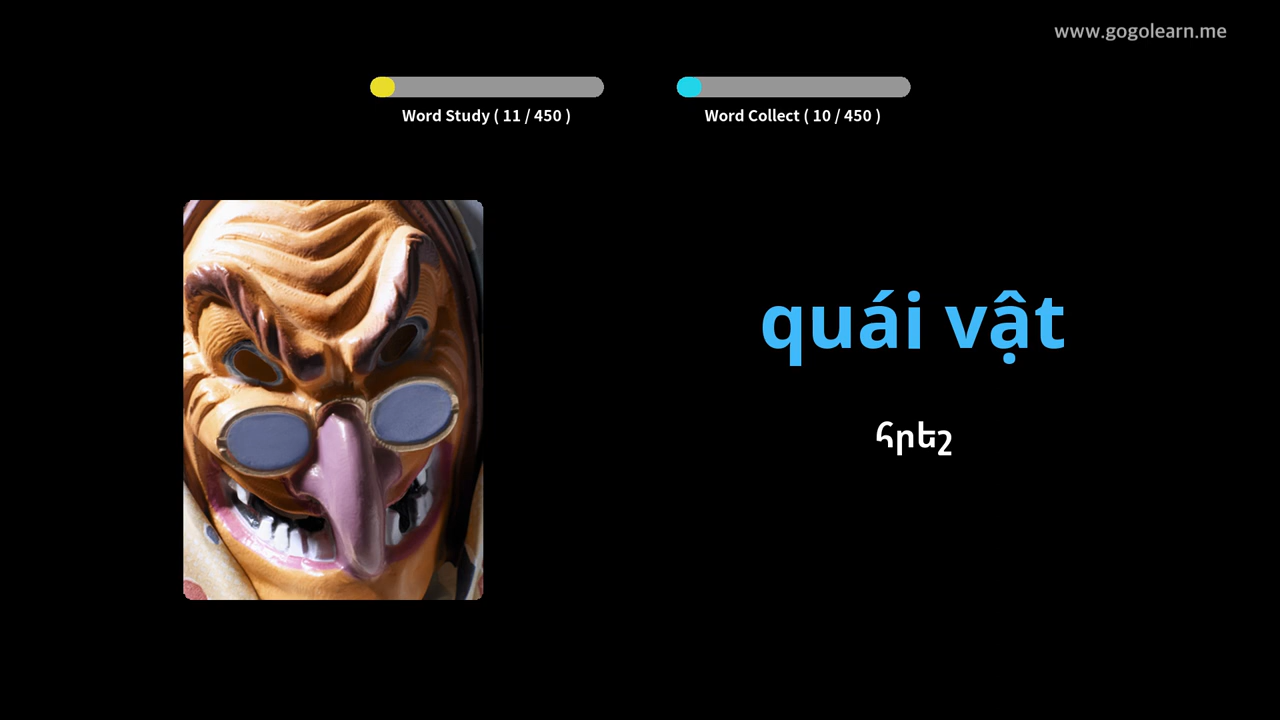 www.gogolearn.me
Word Study ( 11 / 450 )
Word Collect ( 10 / 450 )
quái vật
հրեշ